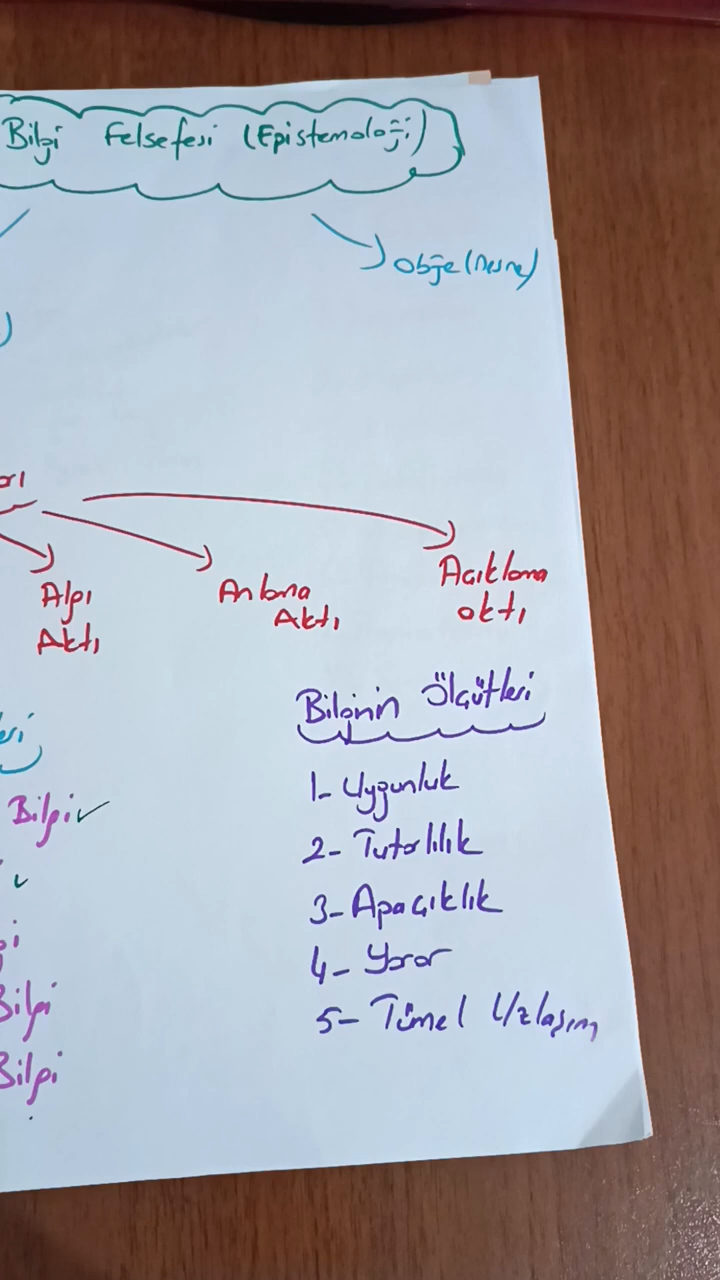 Bilgi Felsefesi (Epistemoloji)
Obje (Nesne)
Algı
Aktı
Anlama
Aktı
Açıklama
aktı
Bilginin Ölçütleri
1- Uygunluk
2- Tutarlılık
3- Apaçıklık
4- Yarar
5- Tümel Uzlaşım
Bilgi
Bilgi
Bilgi